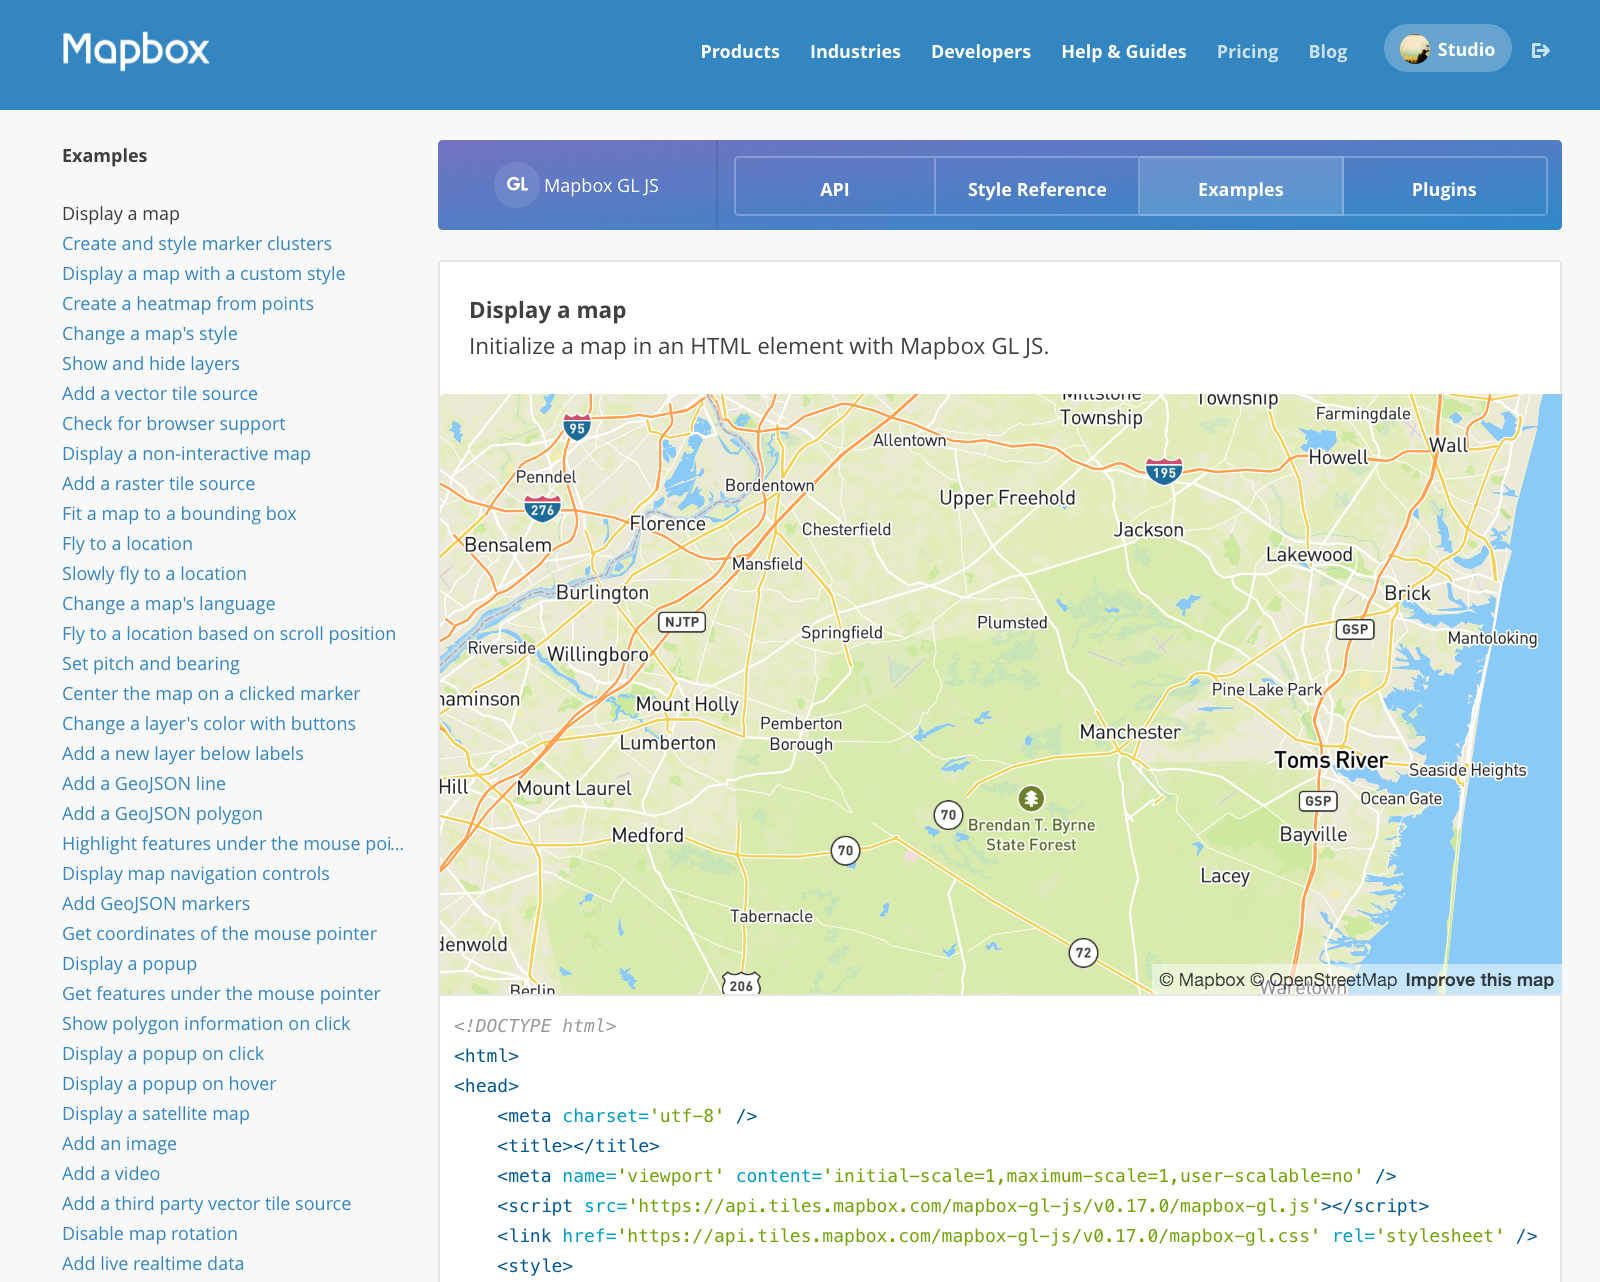 Mapbox
Products Industries Developers Help & Guides Pricing Blog Studio
Examples
Display a map
Create and style marker clusters
Display a map with a custom style
Create a heatmap from points
Change a map's style
Show and hide layers
Add a vector tile source
Check for browser support
Display a non-interactive map
Add a raster tile source
Fit a map to a bounding box
Fly to a location
Slowly fly to a location
Change a map's language
Fly to a location based on scroll position
Set pitch and bearing
Center the map on a clicked marker
Change a layer's color with buttons
Add a new layer below labels
Add a GeoJSON line
Add a GeoJSON polygon
Highlight features under the mouse poi...
Display map navigation controls
Add GeoJSON markers
Get coordinates of the mouse pointer
Display a popup
Get features under the mouse pointer
Show polygon information on click
Display a popup on click
Display a popup on hover
Display a satellite map
Add an image
Add a video
Add a third party vector tile source
Disable map rotation
Add live realtime data
GL Mapbox GL JS
API Style Reference Examples Plugins
Display a map
Initialize a map in an HTML element with Mapbox GL JS.
Millstone
Township
Township
Farmingdale
95
Allentown
Wall
Howell
195
Penndel
Bordentown
276
Upper Freehold
Florence
Chesterfield
Jackson
Bensalem
Lakewood
Mansfield
Burlington
Brick
NJTP
Springfield
Plumsted
GSP
Mantoloking
Riverside
Willingboro
Pine Lake Park
naminson
Mount Holly
Pemberton
Borough
Manchester
Lumberton
Toms River
Seaside Heights
Hill
Mount Laurel
GSP
Ocean Gate
70
Brendan T. Byrne
State Forest
Medford
70
Bayville
Lacey
Tabernacle
denwold
72
Berlin
206
Waretown
© Mapbox © OpenStreetMap Improve this map
<!DOCTYPE html>
<html>
<head>
<meta charset='utf-8' />
<title></title>
<meta name='viewport' content='initial-scale=1,maximum-scale=1,user-scalable=no' />
<script src='https://api.tiles.mapbox.com/mapbox-gl-js/v0.17.0/mapbox-gl.js'></script>
<link href='https://api.tiles.mapbox.com/mapbox-gl-js/v0.17.0/mapbox-gl.css' rel='stylesheet' />
<style>